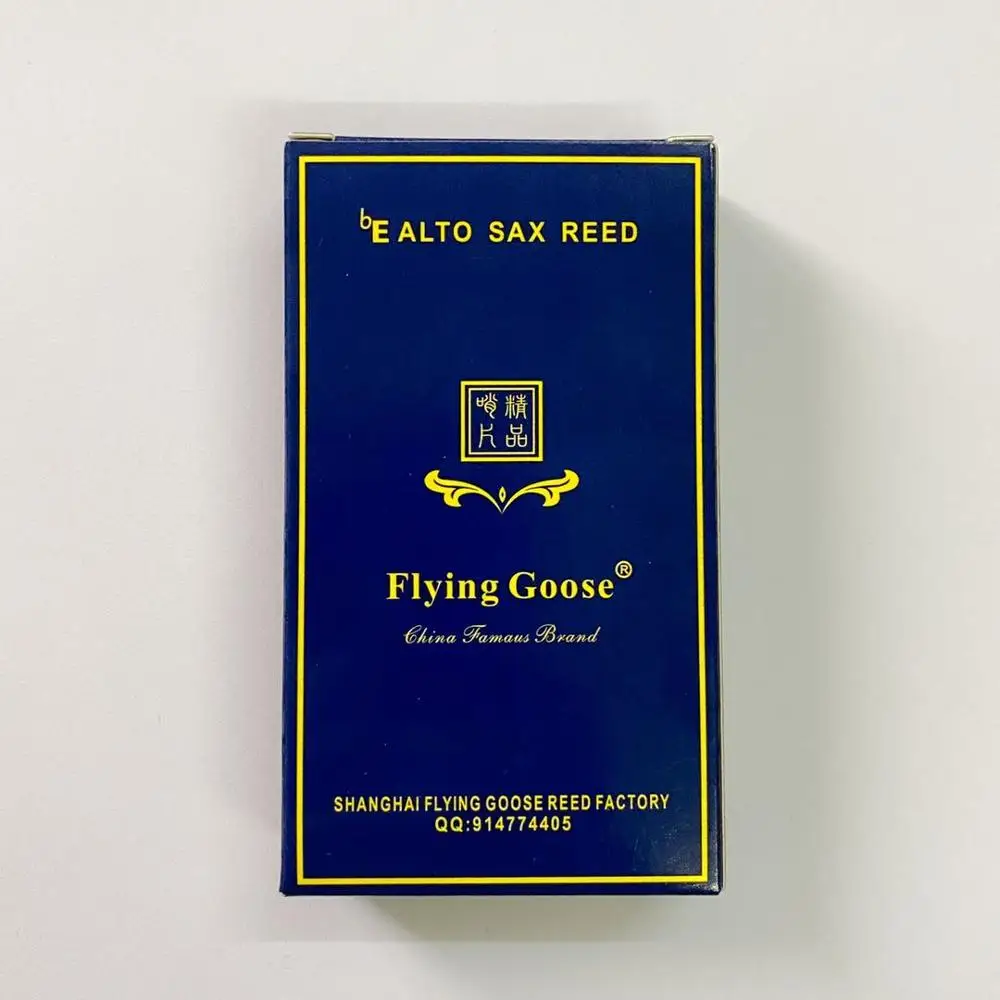 bE ALTO SAX REED
精品
哨片
Flying Goose®
China Famaus Brand
SHANGHAI FLYING GOOSE REED FACTORY
QQ:914774405